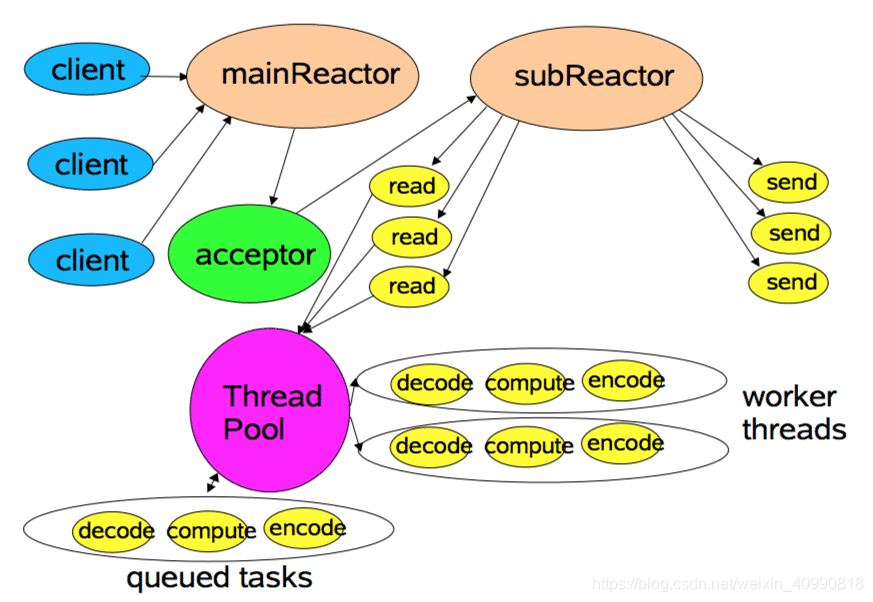 client
mainReactor
subReactor
client
client
acceptor
read
read
read
send
send
send
Thread
Pool
decode compute encode
decode compute encode
worker
threads
decode compute encode
queued tasks
https://blog.csdn.net/weixin_40990818